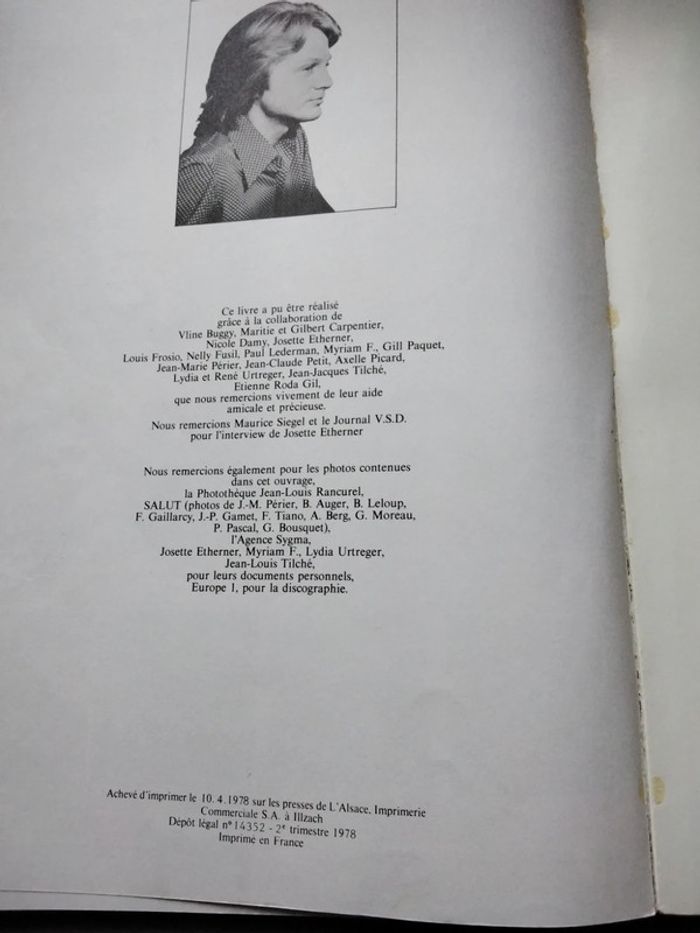 Ce livre a pu être réalisé
grâce à la collaboration de
Vline Buggy, Maritie et Gilbert Carpentier,
Nicole Damy, Josette Etherner,
Louis Frosio, Nelly Fusil, Paul Lederman, Myriam F., Gill Paquet,
Jean-Marie Périer, Jean-Claude Petit, Axelle Picard,
Lydia et René Urtreger, Jean-Jacques Tilché,
Etienne Roda Gil,
que nous remercions vivement de leur aide
amicale et précieuse.
Nous remercions Maurice Siegel et le Journal V.S.D.
pour l'interview de Josette Etherner
Nous remercions également pour les photos contenues
dans cet ouvrage,
la Photothèque Jean-Louis Rancurel,
SALUT (photos de J.-M. Périer, B. Auger, B. Leloup,
F. Gaillarcy, J.-P. Gamet, F. Tiano, A. Berg, G. Moreau,
P. Pascal, G. Bousquet),
l'Agence Sygma,
Josette Etherner, Myriam F., Lydia Urtreger,
Jean-Louis Tilché,
pour leurs documents personnels,
Europe 1, pour la discographie.
Achevé d'imprimer le 10.4.1978 sur les presses de L'Alsace, Imprimerie
Commerciale S.A. à Illzach
Dépôt légal n° 14352 - 2e trimestre 1978
Imprimé en France